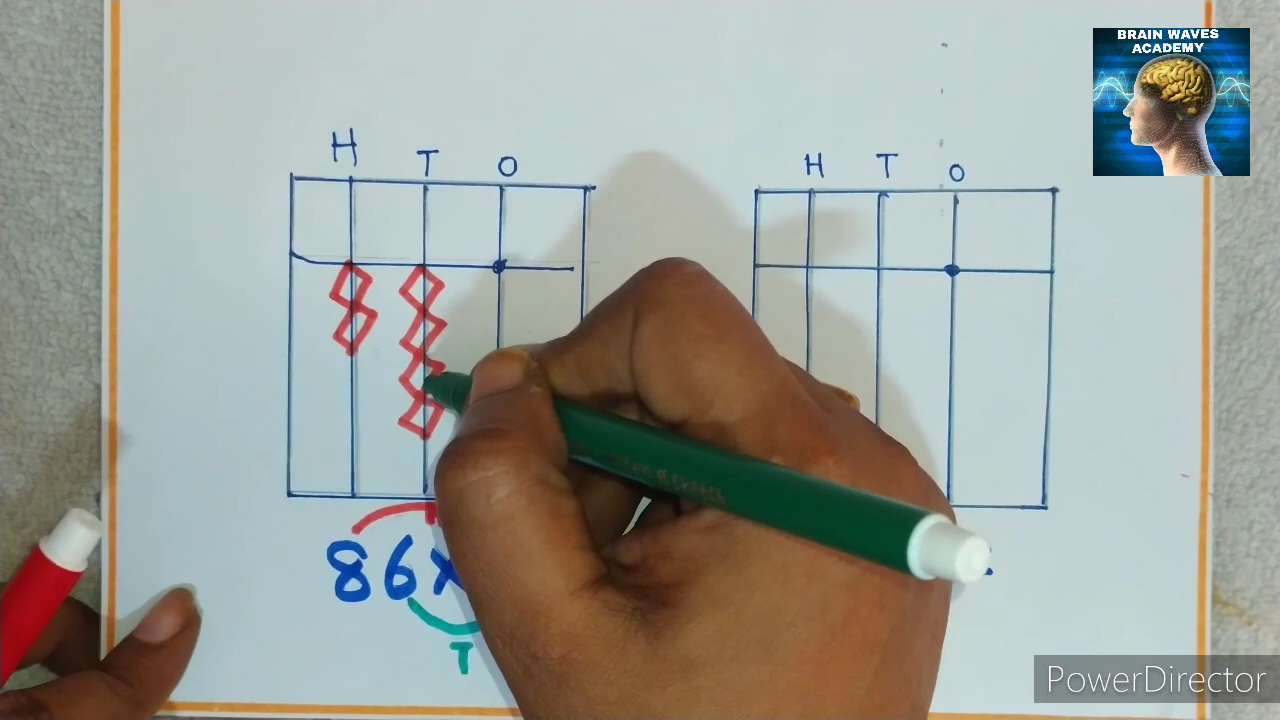 BRAIN WAVES
ACADEMY
H T O
H T O
86×
T
PowerDirector